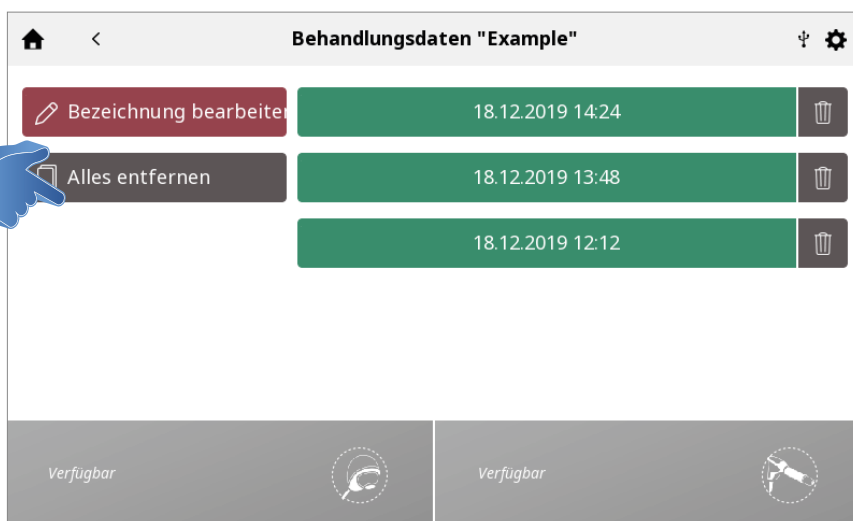 Behandlungsdaten "Example"
Bezeichnung bearbeiten
18.12.2019 14:24
Alles entfernen
18.12.2019 13:48
18.12.2019 12:12
Verfügbar
Verfügbar